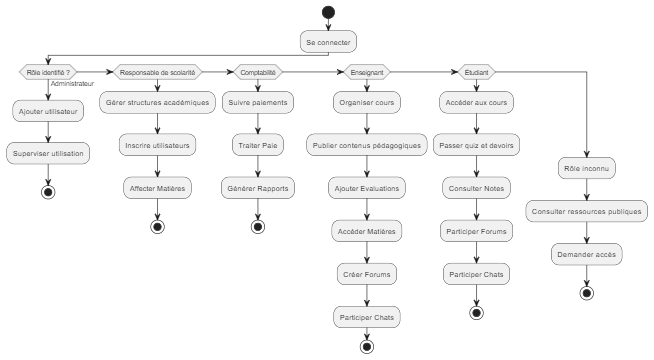 Se connecter
Rôle identifié ?
Administrateur
Ajouter utilisateur
Superviser utilisation
Responsable de scolarité
Gérer structures académiques
Inscrire utilisateurs
Affecter Matières
Comptabilité
Suivre paiements
Traiter Paie
Générer Rapports
Enseignant
Organiser cours
Publier contenus pédagogiques
Ajouter Evaluations
Accéder Matières
Créer Forums
Participer Chats
Etudiant
Accéder aux cours
Passer quiz et devoirs
Consulter Notes
Participer Forums
Participer Chats
Rôle inconnu
Consulter ressources publiques
Demander accès